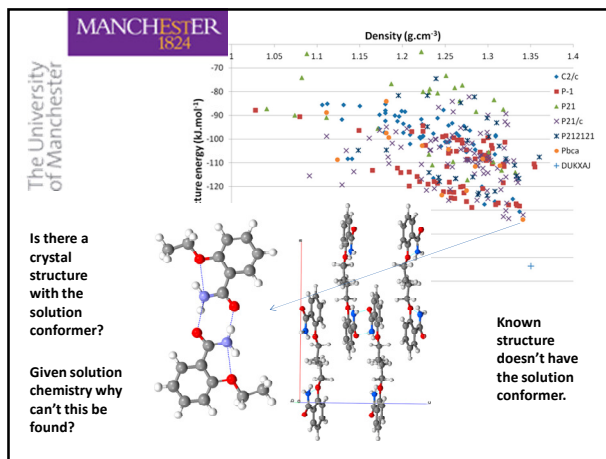 MANCHEStER
1824
The University
of Manchester
Density (g.cm⁻³)
1 1.05 1.1 1.15 1.2 1.25 1.3 1.35 1.4
-70
-80
-90
-100
-110
-120
ture energy (kJ.mol⁻¹)
C2/c
P-1
P21
P21/c
P212121
Pbca
DUKXAJ
Is there a
crystal
structure
with the
solution
conformer?
Given solution
chemistry why
can't this be
found?
Known
structure
doesn't have
the solution
conformer.